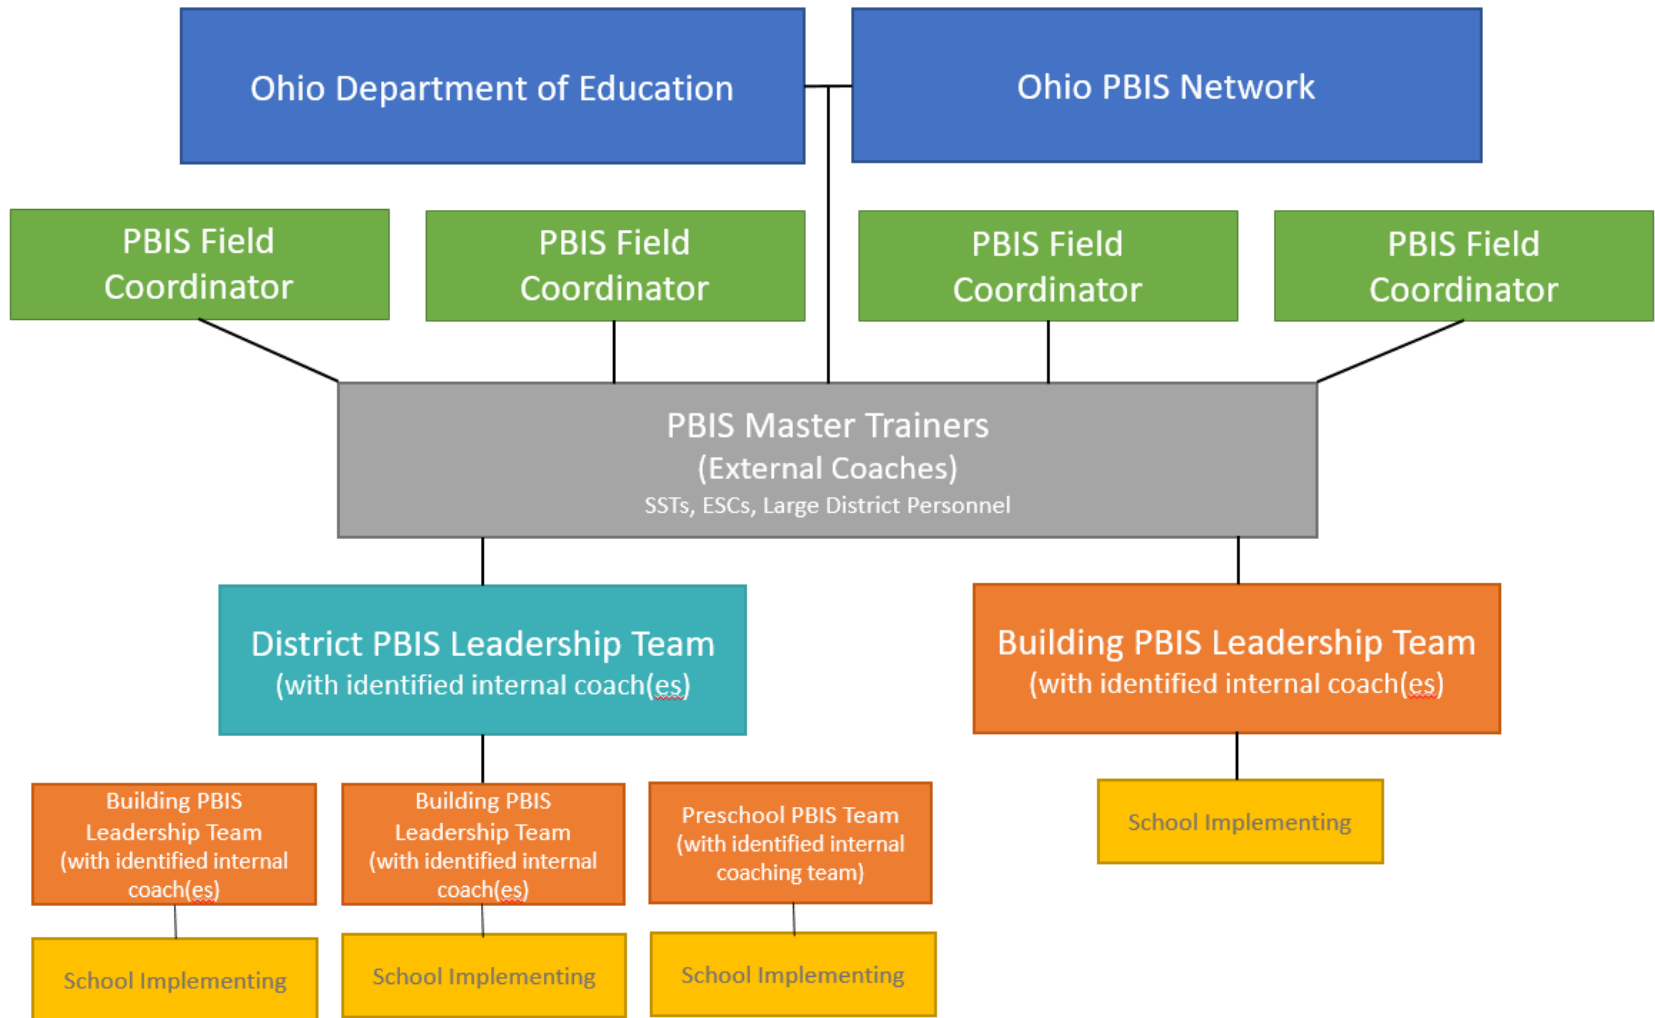 Ohio Department of Education
Ohio PBIS Network
PBIS Field
Coordinator
PBIS Field
Coordinator
PBIS Field
Coordinator
PBIS Field
Coordinator
PBIS Master Trainers
(External Coaches)
SSTs, ESCs, Large District Personnel
District PBIS Leadership Team
(with identified internal coach(es)
Building PBIS Leadership Team
(with identified internal coach(es)
Building PBIS
Leadership Team
(with identified internal
coach(es)
Building PBIS
Leadership Team
(with identified internal
coach(es)
Preschool PBIS Team
(with identified internal
coaching team)
School Implementing
School Implementing
School Implementing
School Implementing